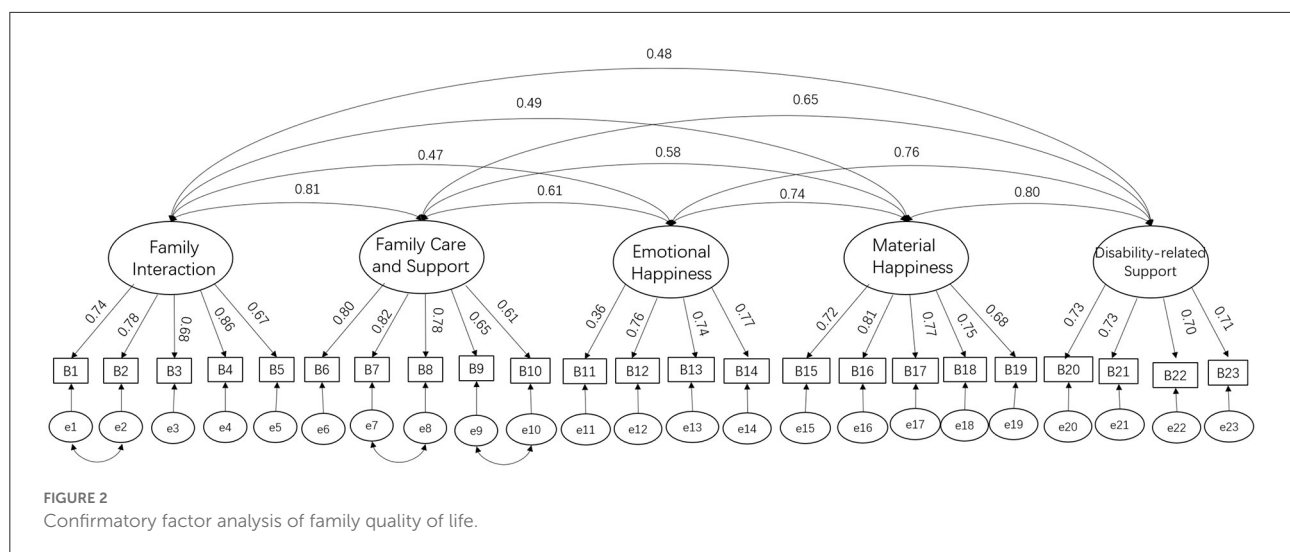 0.48
0.49 0.65
0.47 0.58 0.76
0.81 0.61 0.74 0.80
Family
Interaction
Family Care
and Support
Emotional
Happiness
Material
Happiness
Disability-related
Support
0.74 0.78 0.68 0.86 0.67 0.80 0.82 0.78 0.65 0.61 0.36 0.76 0.74 0.77 0.72 0.81 0.77 0.75 0.68 0.73 0.73 0.70 0.71
B1 B2 B3 B4 B5 B6 B7 B8 B9 B10 B11 B12 B13 B14 B15 B16 B17 B18 B19 B20 B21 B22 B23
e1 e2 e3 e4 e5 e6 e7 e8 e9 e10 e11 e12 e13 e14 e15 e16 e17 e18 e19 e20 e21 e22 e23
FIGURE 2
Confirmatory factor analysis of family quality of life.